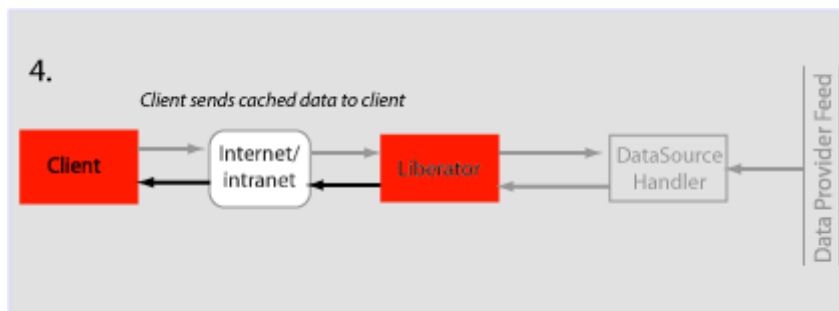 4.
Client sends cached data to client
Client
Internet/
intranet
Liberator
DataSource
Handler
Data Provider Feed